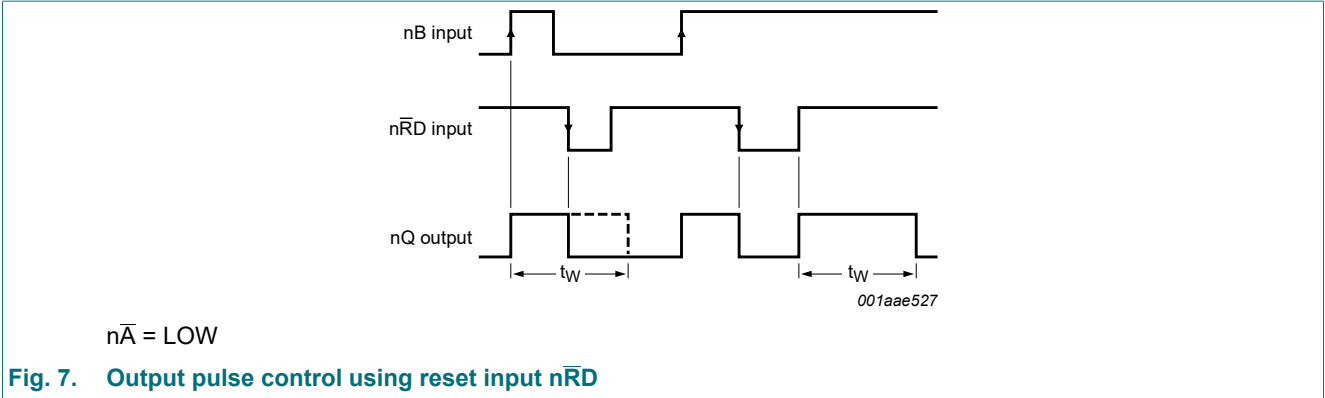 nB input
nR̅D input
nQ output
tW
tW
001aae527
nA̅ = LOW
Fig. 7. Output pulse control using reset input nR̅D